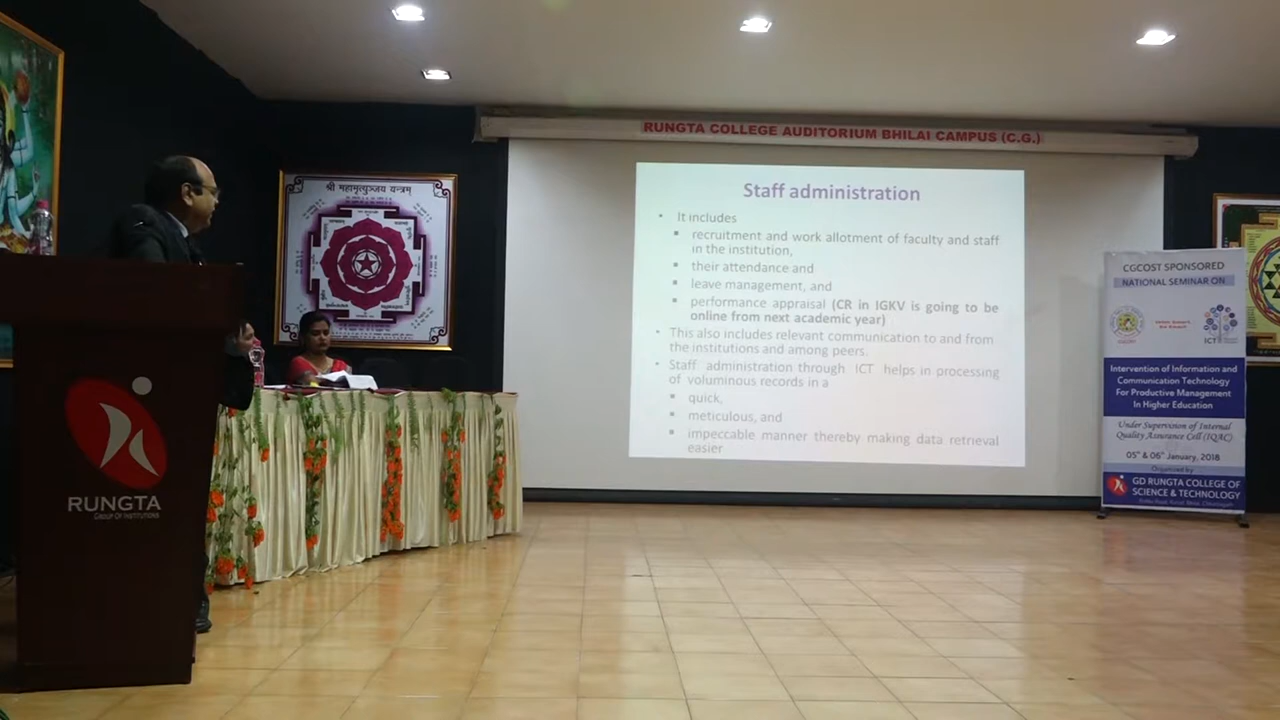 RUNGTA COLLEGE AUDITORIUM BHILAI CAMPUS (C.G.)
श्री महामृत्युञ्जय यन्त्रम्
Staff administration
• It includes
▪ recruitment and work allotment of faculty and staff
in the institution,
▪ their attendance and
▪ leave management, and
▪ performance appraisal (CR in IGKV is going to be
online from next academic year)
• This also includes relevant communication to and from
the institutions and among peers.
• Staff administration through ICT helps in processing
of voluminous records in a
▪ quick,
▪ meticulous, and
▪ impeccable manner thereby making data retrieval
easier
RUNGTA
GROUP OF INSTITUTIONS
CGCOST SPONSORED
NATIONAL SEMINAR ON
ICT
Intervention of Information and
Communication Technology
For Productive Management
In Higher Education
Under Supervision of Internal
Quality Assurance Cell (IQAC)
05th & 06th January, 2018
Organized by
GD RUNGTA COLLEGE OF
SCIENCE & TECHNOLOGY